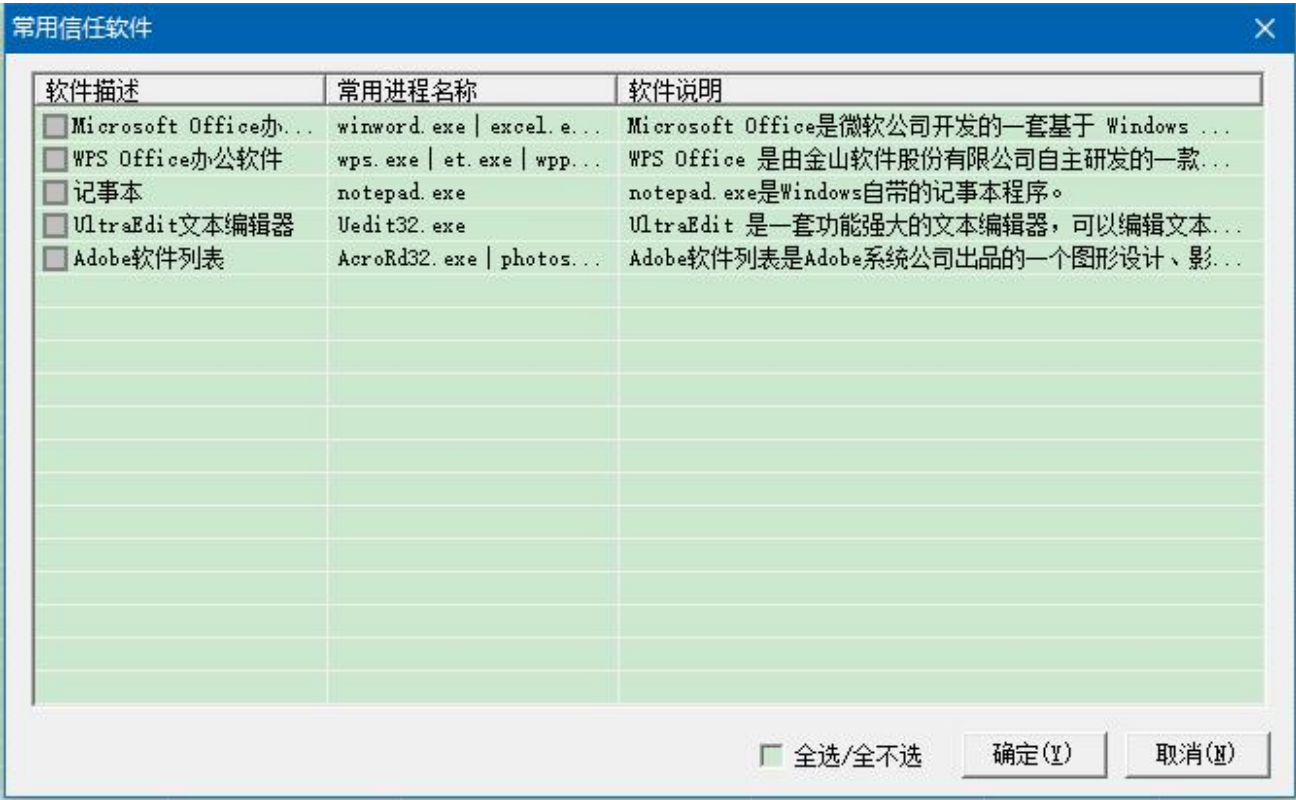 常用信任软件
软件描述 常用进程名称 软件说明
Microsoft Office办... winword.exe|excel.e... Microsoft Office是微软公司开发的一套基于 Windows ...
WPS Office办公软件 wps.exe|et.exe|wpp... WPS Office 是由金山软件股份有限公司自主研发的一款...
记事本 notepad.exe notepad.exe是Windows自带的记事本程序。
UltraEdit文本编辑器 Uedit32.exe UltraEdit 是一套功能强大的文本编辑器，可以编辑文本...
Adobe软件列表 AcroRd32.exe|photos... Adobe软件列表是Adobe系统公司出品的一个图形设计、影...
全选/全不选 确定(Y) 取消(N)